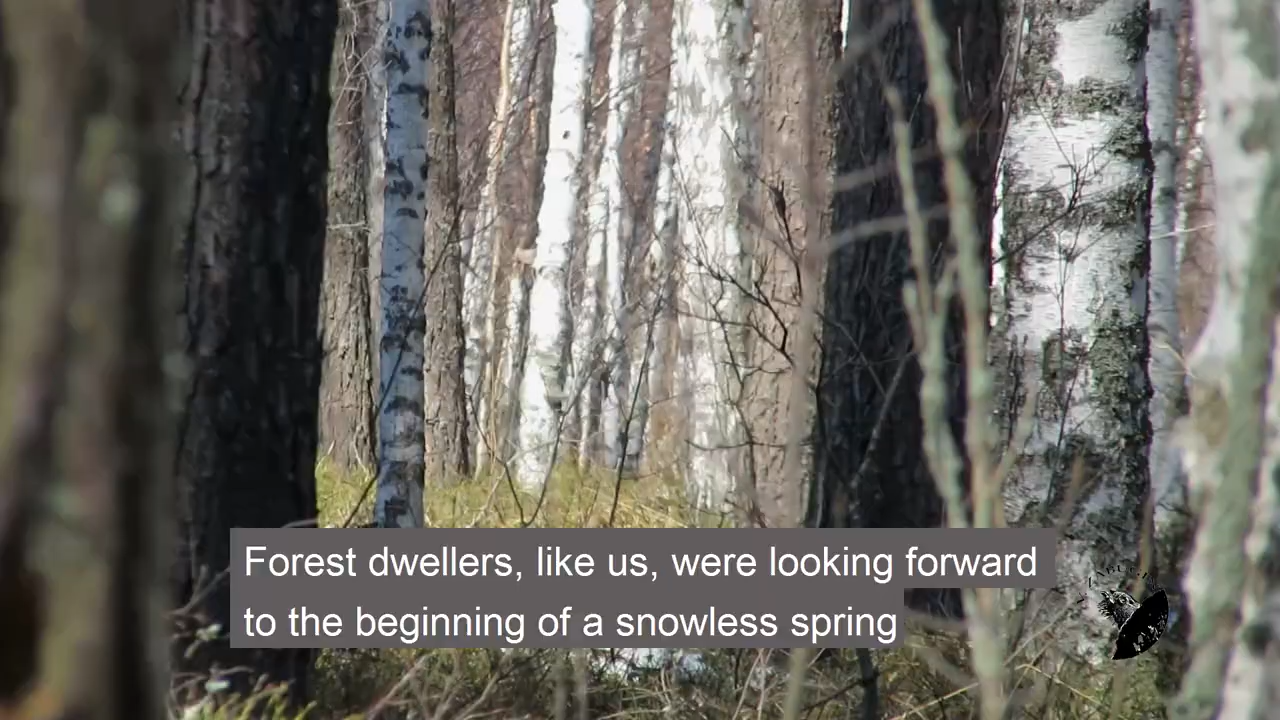 Forest dwellers, like us, were looking forward
to the beginning of a snowless spring